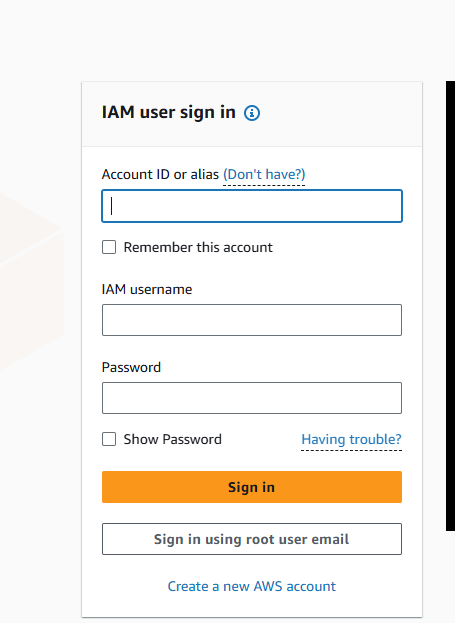 IAM user sign in
Account ID or alias (Don't have?)
Remember this account
IAM username
Password
Show Password Having trouble?
Sign in
Sign in using root user email
Create a new AWS account